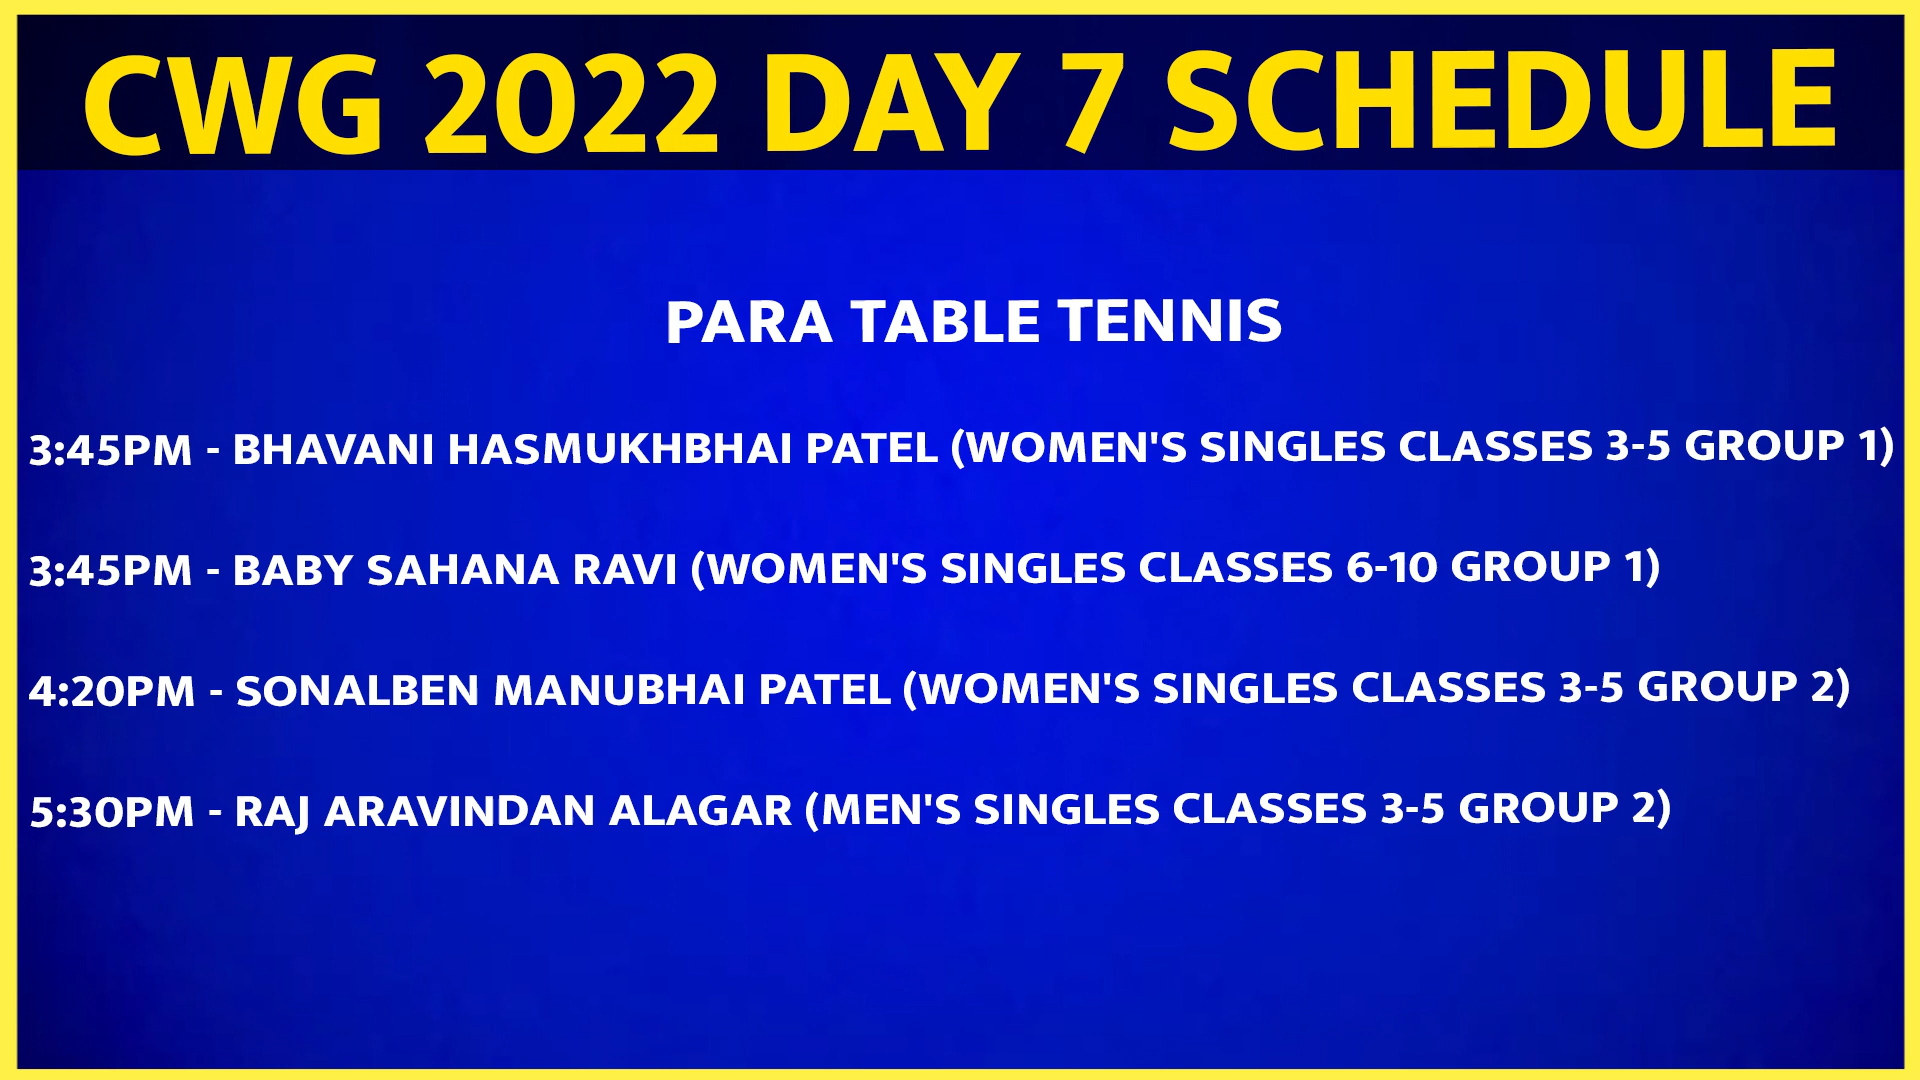 CWG 2022 DAY 7 SCHEDULE
PARA TABLE TENNIS
3:45PM - BHAVANI HASMUKHBHAI PATEL (WOMEN'S SINGLES CLASSES 3-5 GROUP 1)
3:45PM - BABY SAHANA RAVI (WOMEN'S SINGLES CLASSES 6-10 GROUP 1)
4:20PM - SONALBEN MANUBHAI PATEL (WOMEN'S SINGLES CLASSES 3-5 GROUP 2)
5:30PM - RAJ ARAVINDAN ALAGAR (MEN'S SINGLES CLASSES 3-5 GROUP 2)